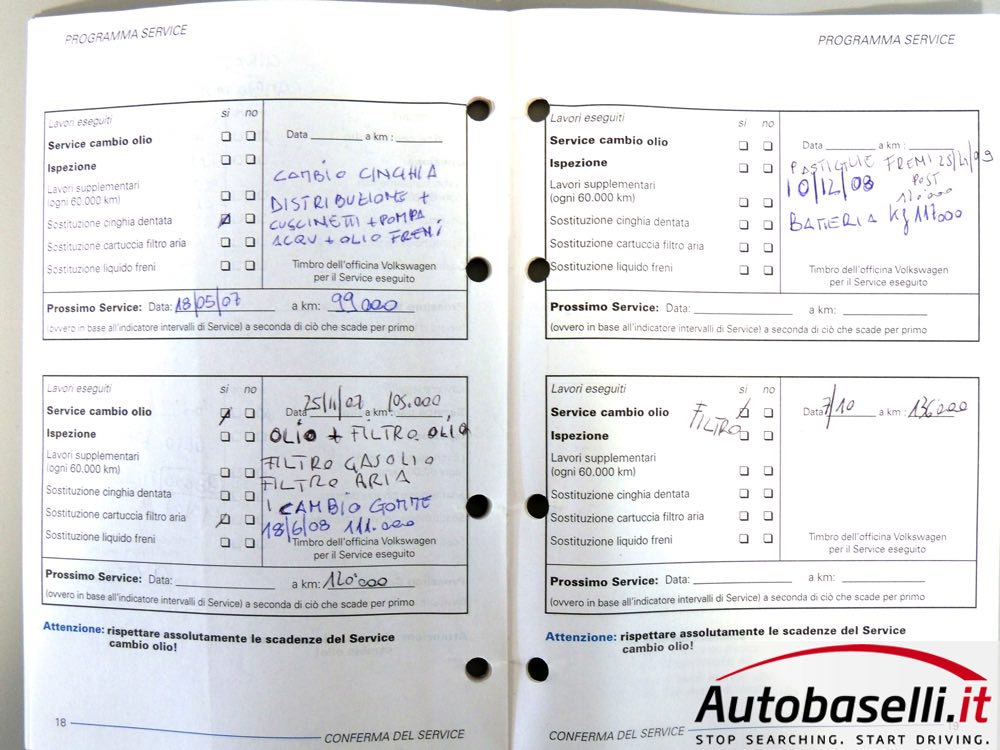 PROGRAMMA SERVICE
Lavori eseguiti si no
Service cambio olio
Data a km :
Ispezione
CAMBIO CINGHIA
Lavori supplementari
(ogni 60.000 km)
DISTRIBUZIONE +
CUSCINETTI + POMPA
Sostituzione cinghia dentata
ACQU + OLIO FRENI
Sostituzione cartuccia filtro aria
Sostituzione liquido freni
Timbro dell'officina Volkswagen
per il Service eseguito
Prossimo Service: Data: 18/05/07 a km: 99000
(ovvero in base all'indicatore intervalli di Service) a seconda di ciò che scade per primo
Lavori eseguiti si no
Service cambio olio
Data 25/11/07 a km: 105.000
Ispezione
OLIO + FILTRO OLIO
Lavori supplementari
(ogni 60.000 km)
FILTRO GASOLIO
FILTRO ARIA
Sostituzione cinghia dentata
CAMBIO GOMME
Sostituzione cartuccia filtro aria
18/6/08 111.000
Sostituzione liquido freni
Timbro dell'officina Volkswagen
per il Service eseguito
Prossimo Service: Data: a km: 120'000
(ovvero in base all'indicatore intervalli di Service) a seconda di ciò che scade per primo
Attenzione: rispettare assolutamente le scadenze del Service
cambio olio!
18
CONFERMA DEL SERVICE
PROGRAMMA SERVICE
Lavori eseguiti si no
Service cambio olio
Data a km :
Ispezione
PASTIGLIE FRENI
Lavori supplementari
(ogni 60.000 km)
10/12/08
POST
Sostituzione cinghia dentata
BATTERIA Kg 117000
Sostituzione cartuccia filtro aria
Sostituzione liquido freni
Timbro dell'officina Volkswagen
per il Service eseguito
Prossimo Service: Data: a km:
(ovvero in base all'indicatore intervalli di Service) a seconda di ciò che scade per primo
Lavori eseguiti si no
Service cambio olio
FILTRO
Data 7/10 a km : 136000
Ispezione
Lavori supplementari
(ogni 60.000 km)
Sostituzione cinghia dentata
Sostituzione cartuccia filtro aria
Sostituzione liquido freni
Timbro dell'officina Volkswagen
per il Service eseguito
Prossimo Service: Data: a km:
(ovvero in base all'indicatore intervalli di Service) a seconda di ciò che scade per primo
Attenzione: rispettare assolutamente le scadenze del Service
cambio olio!
CONFERMA DEL SERVICE
19
Autobaselli.it
STOP SEARCHING. START DRIVING.